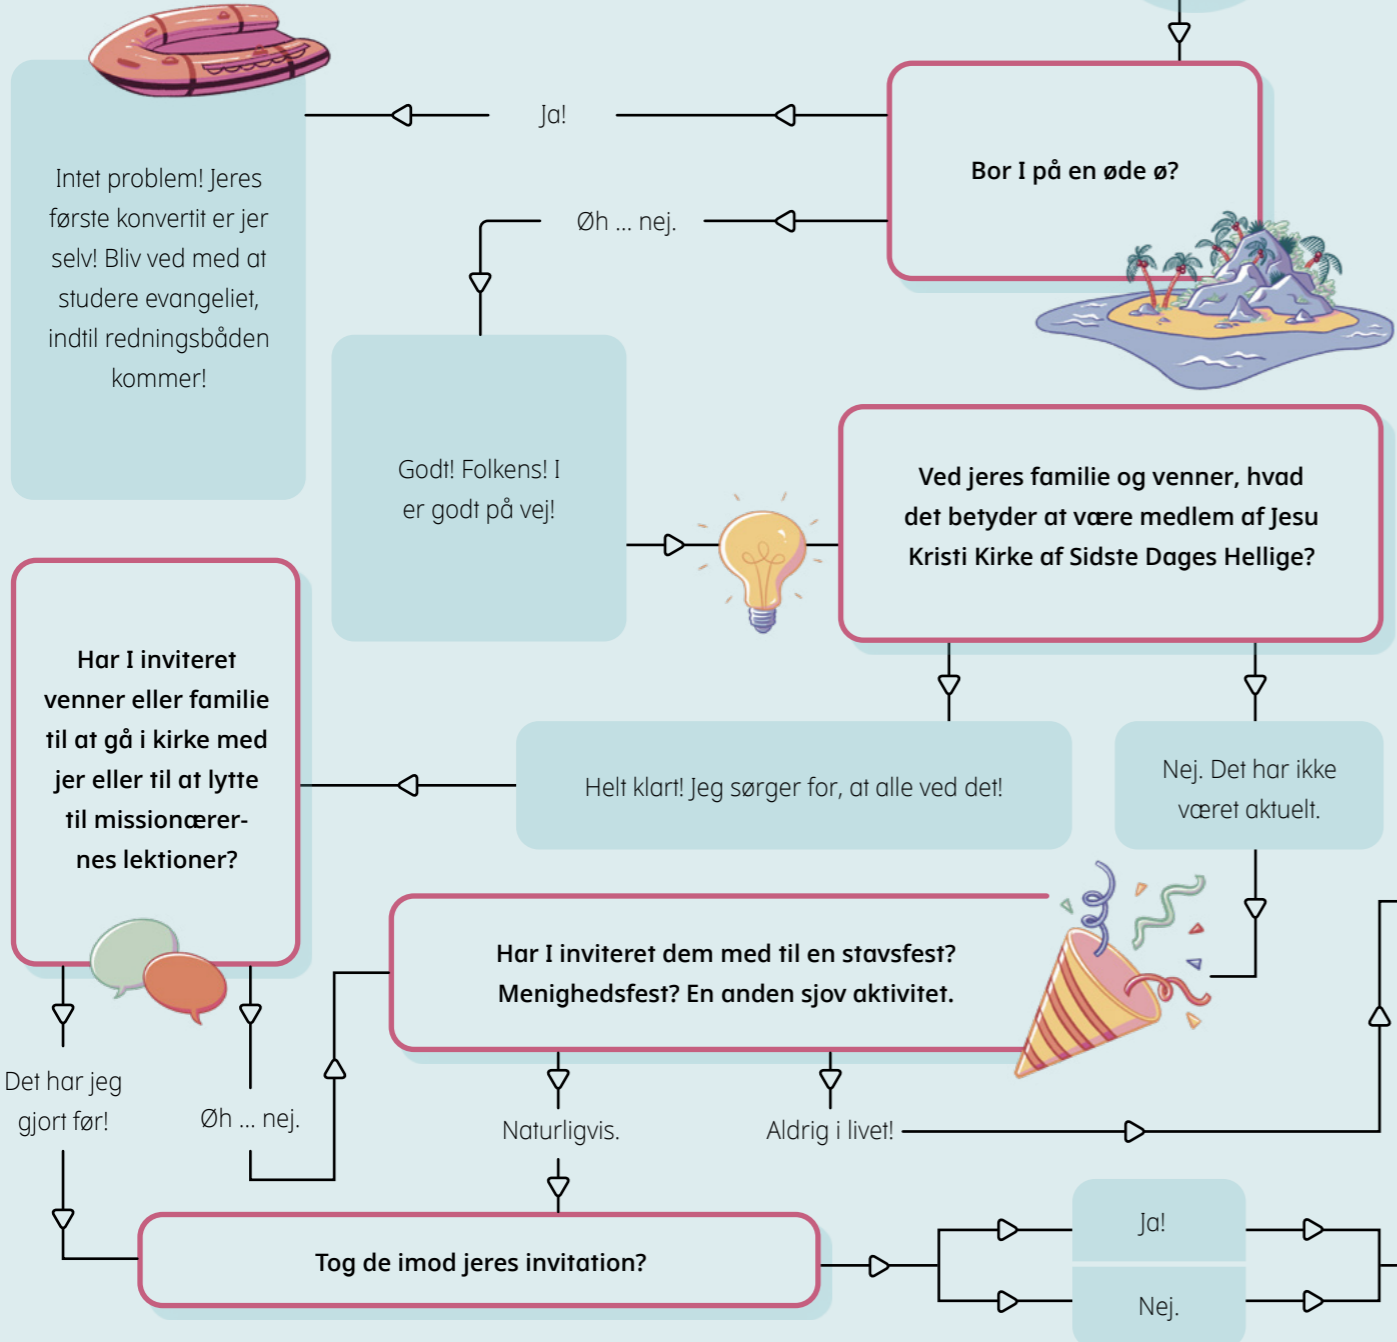 Bor I på en øde ø?
Ja!
Intet problem! Jeres
første konvertit er jer
selv! Bliv ved med at
studere evangeliet,
indtil redningsbåden
kommer!
Øh ... nej.
Godt! Folkens! I
er godt på vej!
Ved jeres familie og venner, hvad
det betyder at være medlem af Jesu
Kristi Kirke af Sidste Dages Hellige?
Helt klart! Jeg sørger for, at alle ved det!
Nej. Det har ikke
været aktuelt.
Har I inviteret
venner eller familie
til at gå i kirke med
jer eller til at lytte
til missionærer-
nes lektioner?
Det har jeg
gjort før!
Øh ... nej.
Har I inviteret dem med til en stavsfest?
Menighedsfest? En anden sjov aktivitet.
Naturligvis.
Aldrig i livet!
Tog de imod jeres invitation?
Ja!
Nej.